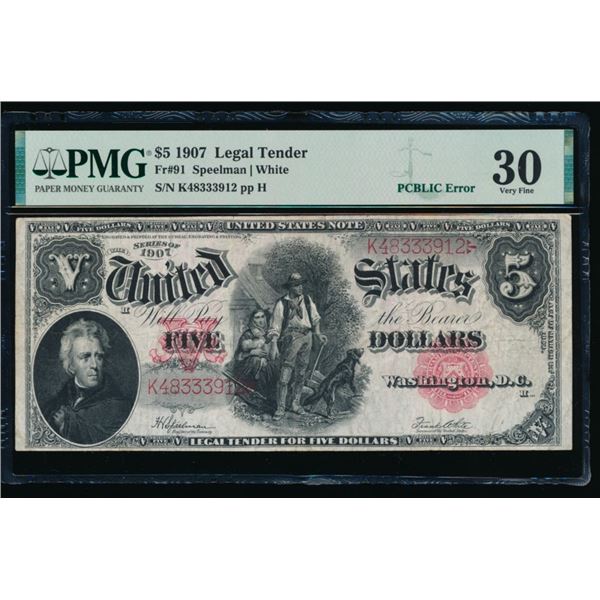 PMG
PAPER MONEY GUARANTY
$5 1907 Legal Tender
Fr#91 Speelman | White
S/N K48333912 pp H
PCBLIC Error
30
Very Fine
UNITED STATES NOTE
SERIES OF
1907
K48333912
V
United States
5
Will Pay the Bearer
FIVE DOLLARS
K48333912
Washington, D.C.
H
Frank White
LEGAL TENDER FOR FIVE DOLLARS